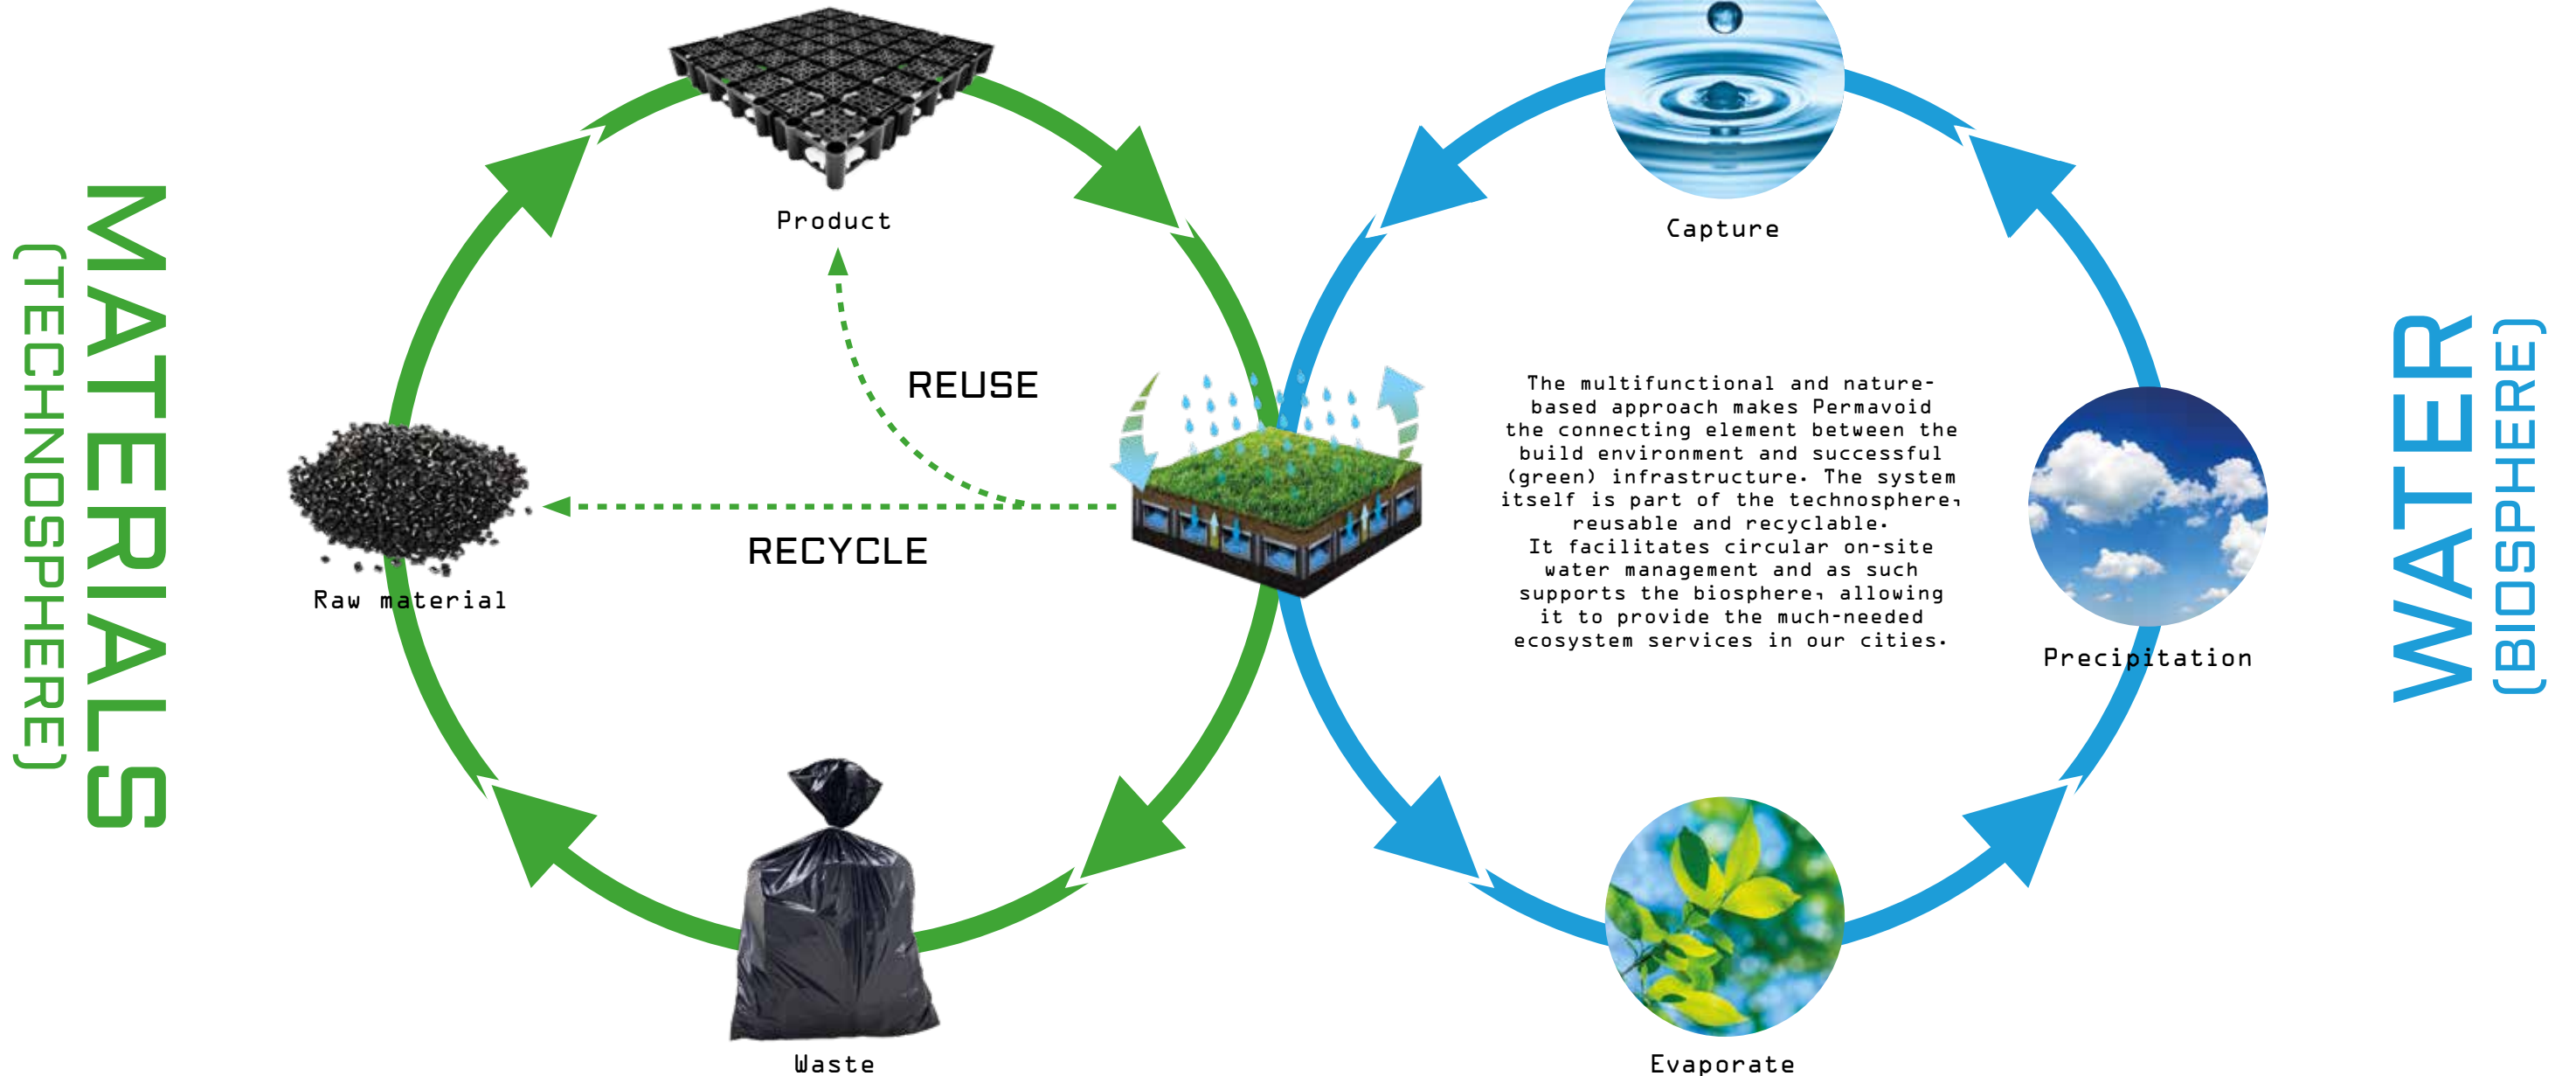 MATERIALS
(TECHNOSPHERE)
Product
REUSE
RECYCLE
Raw material
Waste
Capture
The multifunctional and nature-
based approach makes Permavoid
the connecting element between the
build environment and successful
(green) infrastructure. The system
itself is part of the technosphere,
reusable and recyclable.
It facilitates circular on-site
water management and as such
supports the biosphere, allowing
it to provide the much-needed
ecosystem services in our cities.
Precipitation
Evaporate
WATER
(BIOSPHERE)